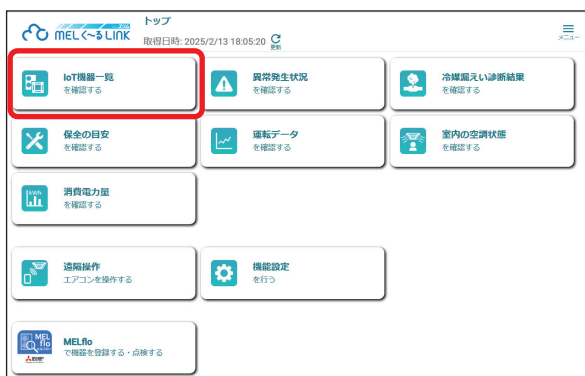 MELく〜るLINK
トップ
取得日時: 2025/2/13 18:05:20
更新
メニュー
IoT機器一覧
を確認する
異常発生状況
を確認する
冷媒漏えい診断結果
を確認する
保全の目安
を確認する
運転データ
を確認する
室内の空調状態
を確認する
kWh
消費電力量
を確認する
遠隔操作
エアコンを操作する
機能設定
を行う
MEL
flo
MELflo
で機器を登録する・点検する